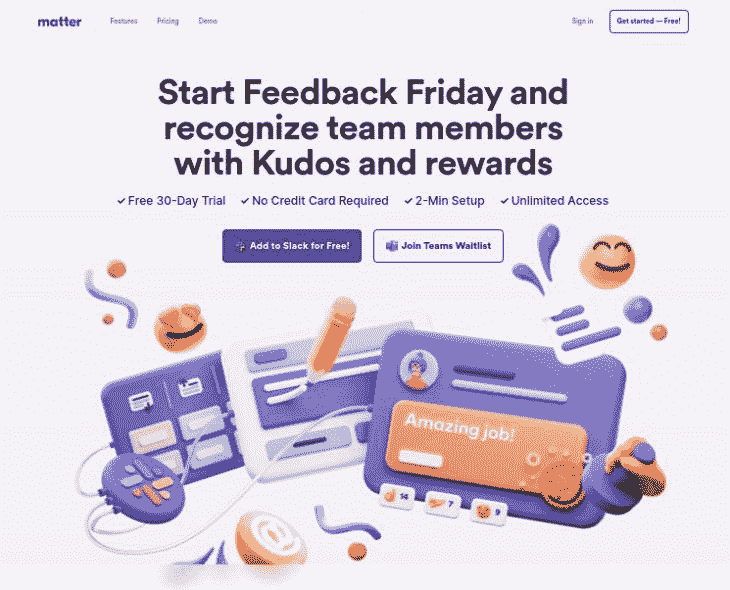 matter
Features Pricing Demo
Sign in
Get started — Free!
Start Feedback Friday and
recognize team members
with Kudos and rewards
✓ Free 30-Day Trial ✓ No Credit Card Required ✓ 2-Min Setup ✓ Unlimited Access
Add to Slack for Free!
Join Teams Waitlist
Amazing job!
14 7 9